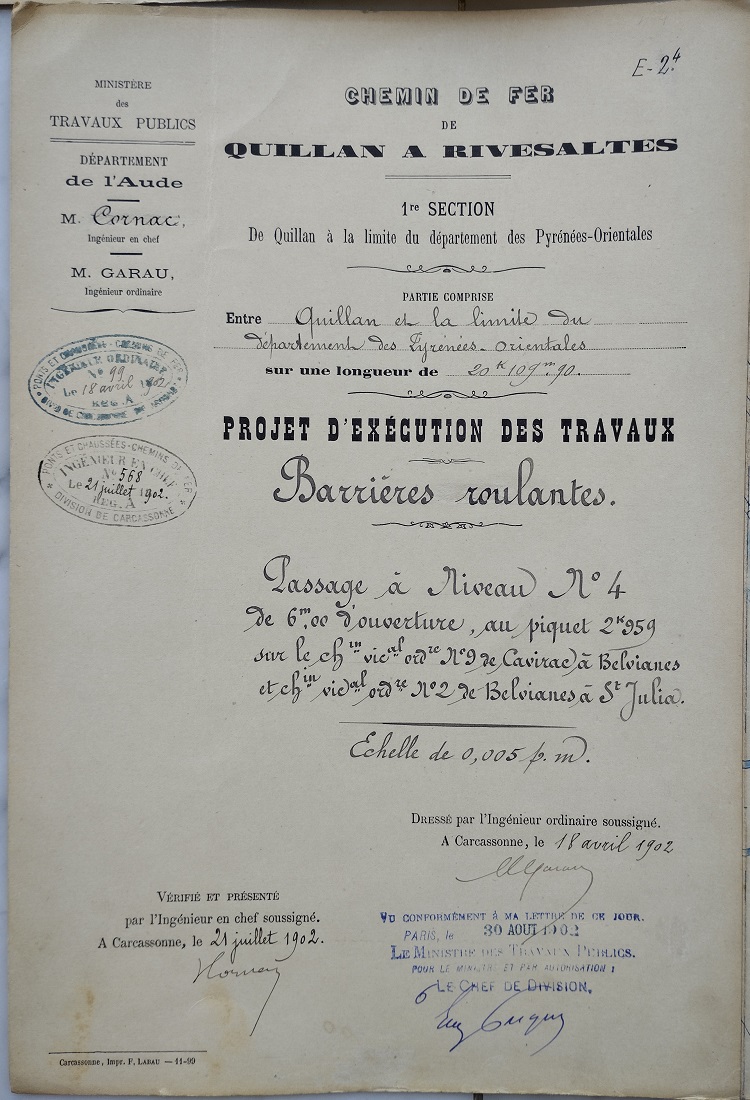 E-2.4
MINISTÈRE
des
TRAVAUX PUBLICS
DÉPARTEMENT
de l'Aude
M. Cornac,
Ingénieur en chef
M. GARAU,
Ingénieur ordinaire
CHEMIN DE FER
DE
QUILLAN A RIVESALTES
1re SECTION
De Quillan à la limite du département des Pyrénées-Orientales
PARTIE COMPRISE
Entre Quillan et la limite du
département des Pyrénées-orientales
sur une longueur de 20k 109m.90.
PONTS ET CHAUSSÉES - CHEMINS DE FER
INGÉNIEUR ORDINAIRE
No 99
Le 18 avril 1902
REG. A
PONTS ET CHAUSSÉES - CHEMINS DE FER
INGÉNIEUR EN CHEF
No 568
Le 21 juillet 1902.
REG. A
DIVISION DE CARCASSONNE
PROJET D'EXÉCUTION DES TRAVAUX
Barrières roulantes.
Passage à Niveau No 4
de 6m,00 d'ouverture, au piquet 2k959
sur le chin vical ordre No 9 de Cavirac à Belvianes
et chin vical ordre No 2 de Belvianes à St Julia.
Echelle de 0,005 p. m.
DRESSÉ par l'Ingénieur ordinaire soussigné.
A Carcassonne, le 18 avril 1902
VÉRIFIÉ ET PRÉSENTÉ
par l'Ingénieur en chef soussigné.
A Carcassonne, le 21 juillet 1902.
VU CONFORMÉMENT À MA LETTRE DE CE JOUR.
PARIS, le 30 AOUT 1902
LE MINISTRE DES TRAVAUX PUBLICS.
POUR LE MINISTRE ET PAR AUTORISATION :
LE CHEF DE DIVISION,
Carcassonne, Impr. F. LABAU — 11-99